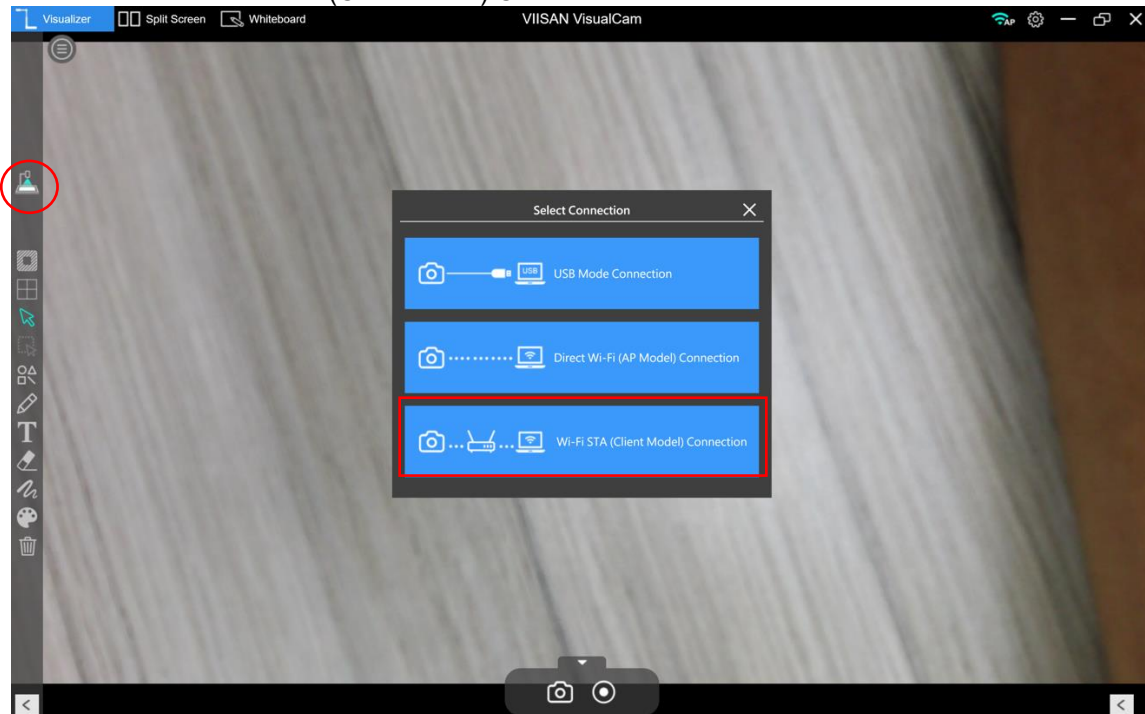 Visualizer Split Screen Whiteboard VIISAN VisualCam AP
Select Connection
USB USB Mode Connection
Direct Wi-Fi (AP Model) Connection
Wi-Fi STA (Client Model) Connection
T